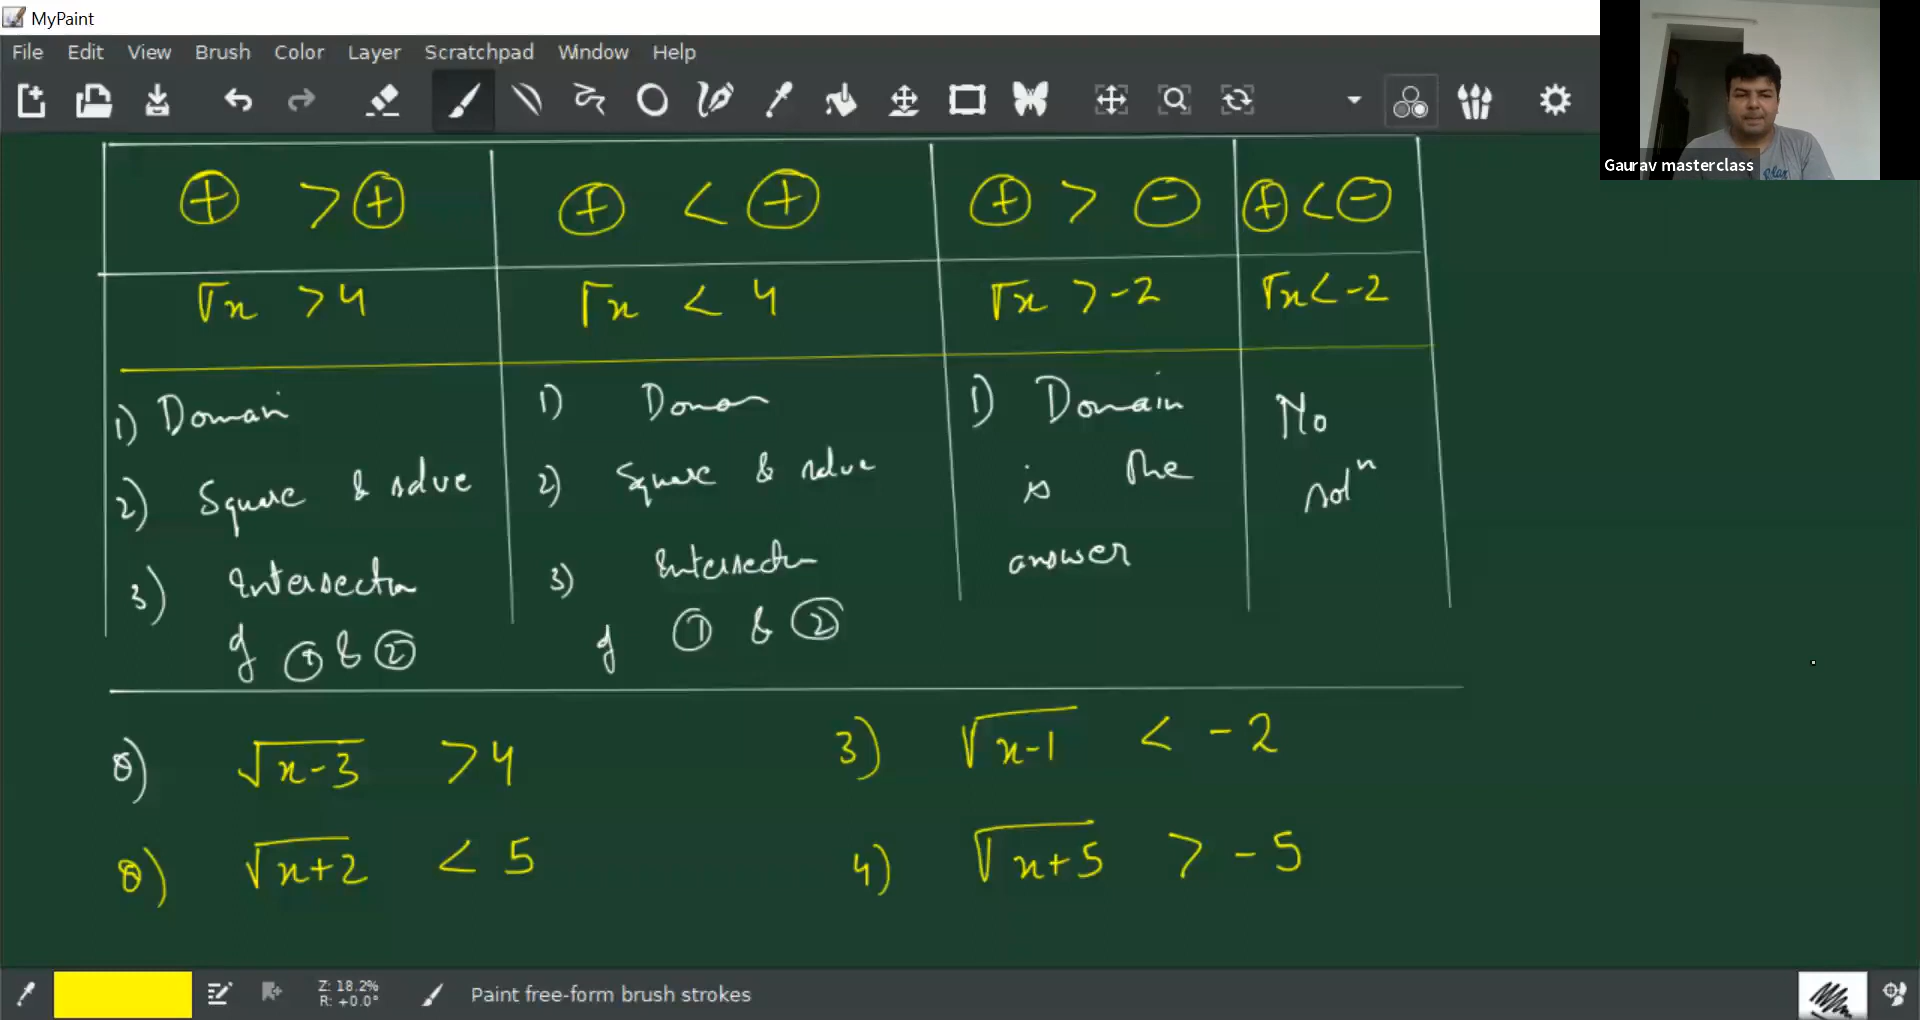 MyPaint
File Edit View Brush Color Layer Scratchpad Window Help
Gaurav masterclass
+ > +
+ < +
+ > -
+ < -
√x > 4
√x < 4
√x > -2
√x < -2
1) Domain
2) Square & solve
3) Intersection
of ① & ②
1) Domain
2) Square & solve
3) Intersection
of ① & ②
1) Domain
is the
answer
No
solⁿ
Q) √x-3 > 4
Q) √x+2 < 5
3) √x-1 < -2
4) √x+5 > -5
Z: 18.2%
R: +0.0°
Paint free-form brush strokes